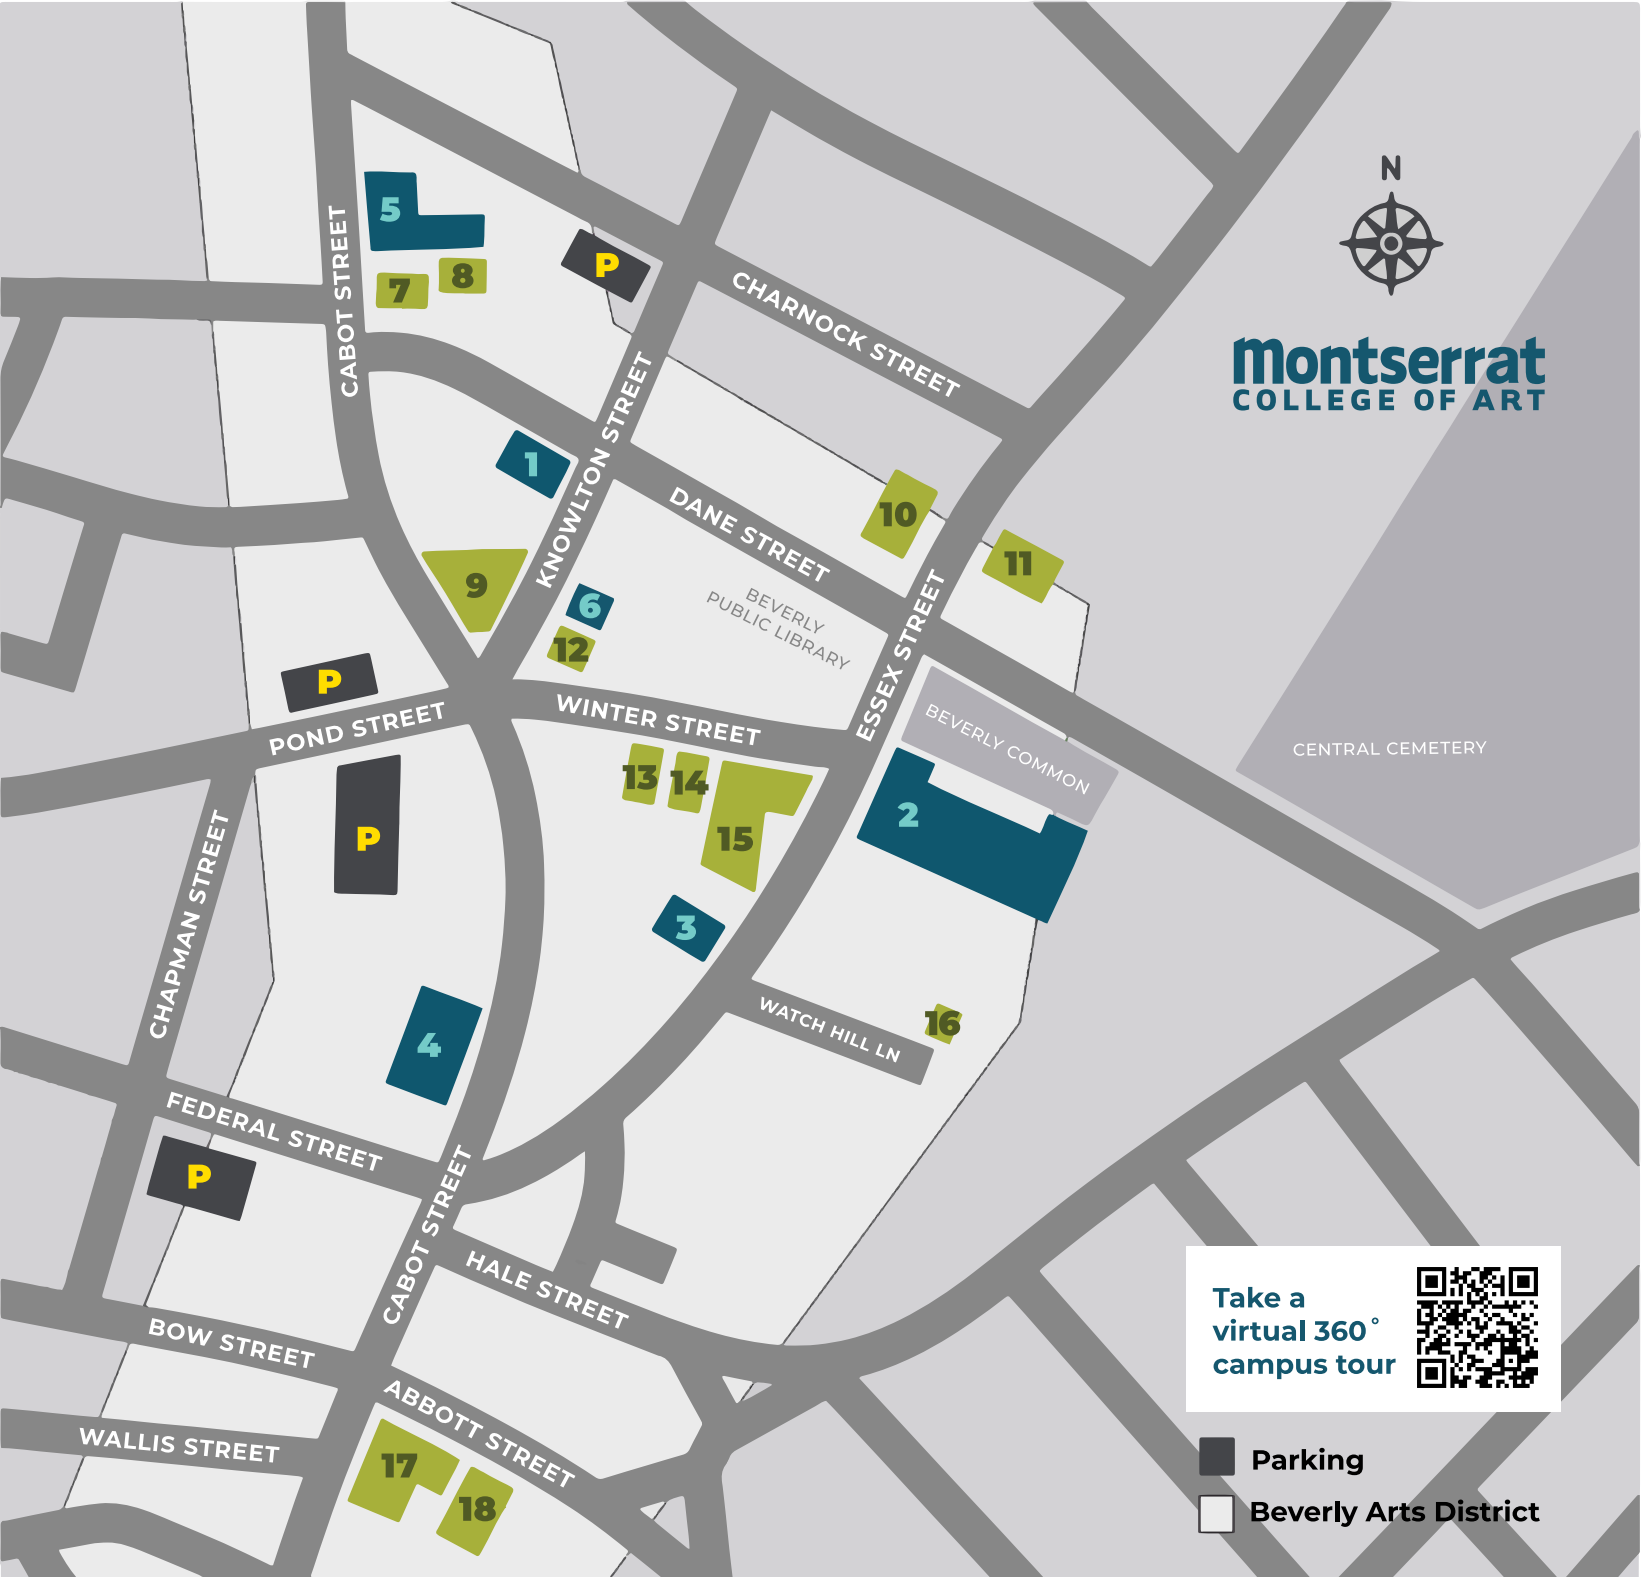 N
Montserrat
COLLEGE OF ART
CABOT STREET
5
7
8
P
CHARNOCK STREET
KNOWLTON STREET
1
DANE STREET
10
11
9
6
12
BEVERLY
PUBLIC LIBRARY
ESSEX STREET
P
POND STREET
WINTER STREET
BEVERLY COMMON
CENTRAL CEMETERY
13
14
15
2
P
CHAPMAN STREET
3
4
WATCH HILL LN
16
FEDERAL STREET
P
CABOT STREET
HALE STREET
BOW STREET
ABBOTT STREET
WALLIS STREET
17
18
Take a
virtual 360°
campus tour
Parking
Beverly Arts District